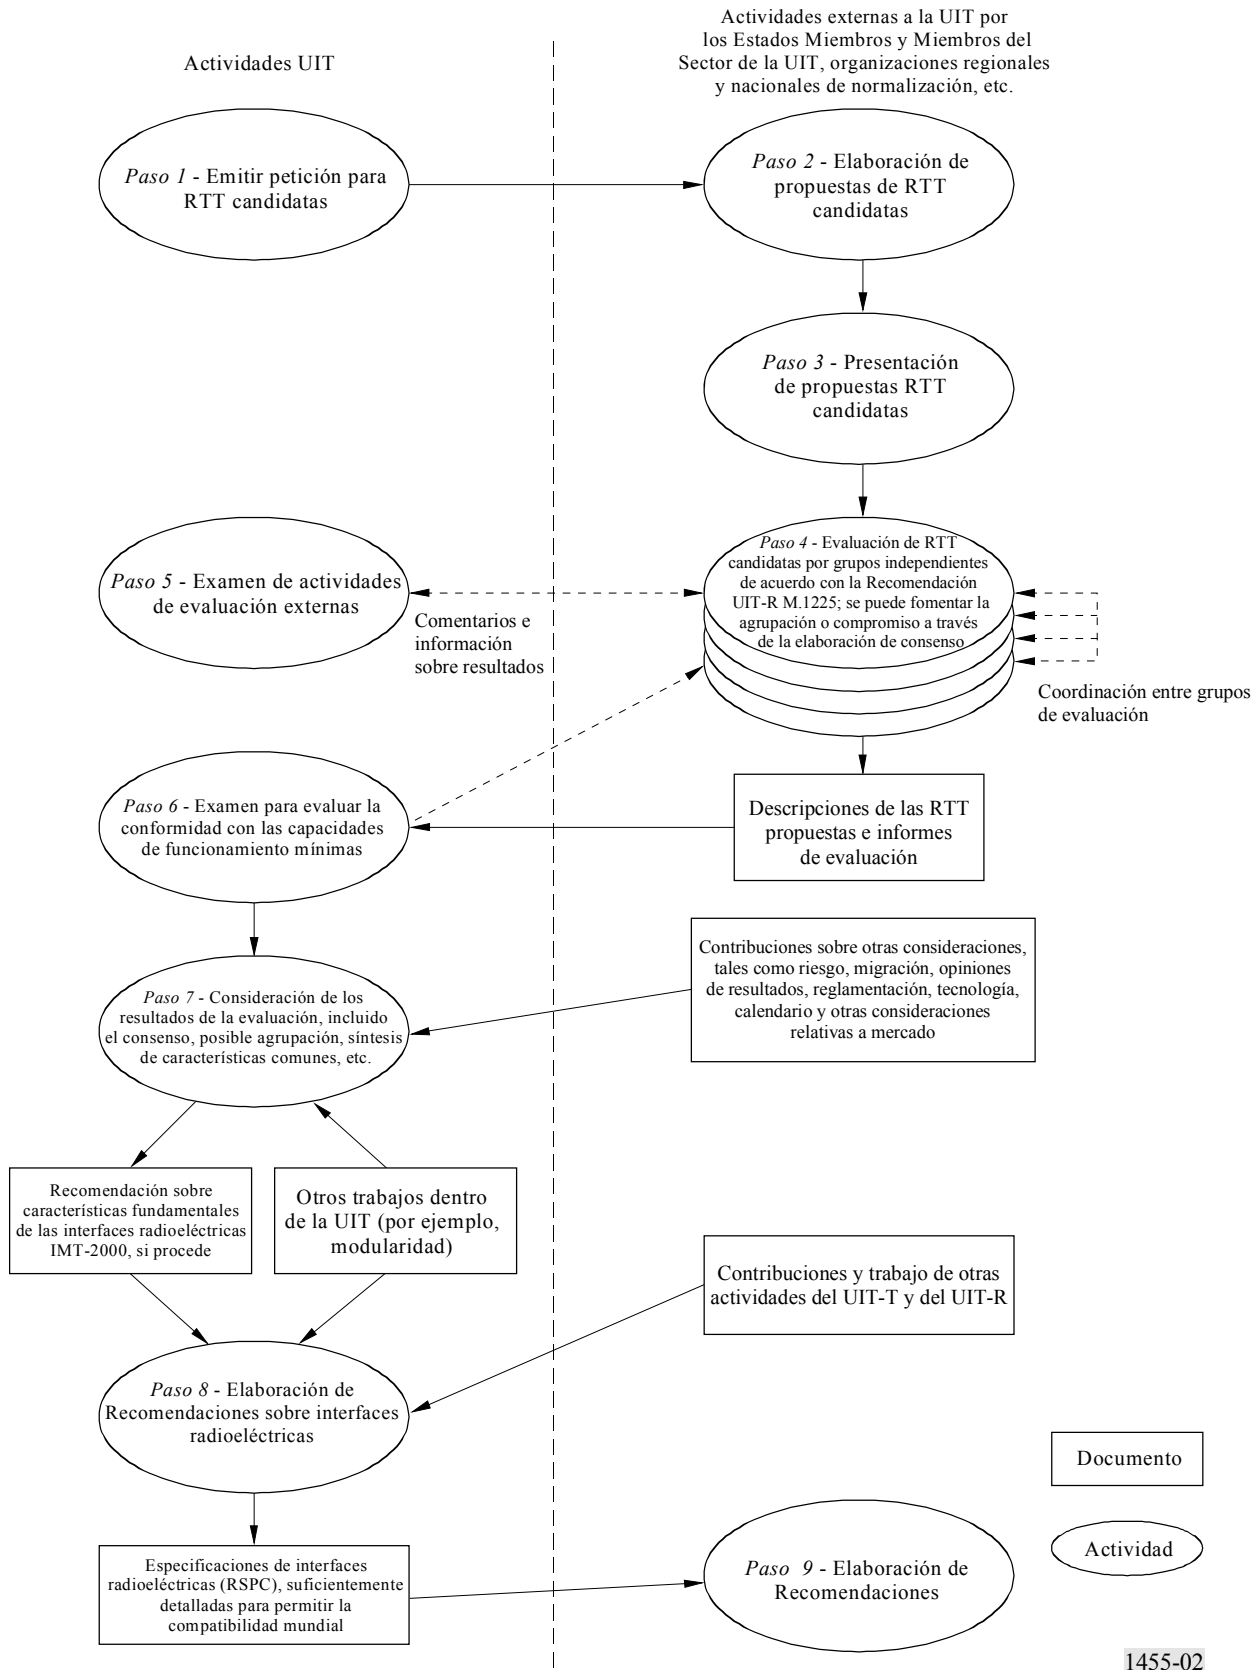 Actividades UIT
Actividades externas a la UIT por
los Estados Miembros y Miembros del
Sector de la UIT, organizaciones regionales
y nacionales de normalización, etc.
Paso 1 - Emitir petición para
RTT candidatas
Paso 2 - Elaboración de
propuestas de RTT
candidatas
Paso 3 - Presentación
de propuestas RTT
candidatas
Paso 4 - Evaluación de RTT
candidatas por grupos independientes
de acuerdo con la Recomendación
UIT-R M.1225; se puede fomentar la
agrupación o compromiso a través
de la elaboración de consenso
Paso 5 - Examen de actividades
de evaluación externas
Comentarios e
información
sobre resultados
Coordinación entre grupos
de evaluación
Paso 6 - Examen para evaluar la
conformidad con las capacidades
de funcionamiento mínimas
Descripciones de las RTT
propuestas e informes
de evaluación
Paso 7 - Consideración de los
resultados de la evaluación, incluido
el consenso, posible agrupación, síntesis
de características comunes, etc.
Contribuciones sobre otras consideraciones,
tales como riesgo, migración, opiniones
de resultados, reglamentación, tecnología,
calendario y otras consideraciones
relativas a mercado
Recomendación sobre
características fundamentales
de las interfaces radioeléctricas
IMT-2000, si procede
Otros trabajos dentro
de la UIT (por ejemplo,
modularidad)
Contribuciones y trabajo de otras
actividades del UIT-T y del UIT-R
Paso 8 - Elaboración de
Recomendaciones sobre interfaces
radioeléctricas
Documento
Actividad
Especificaciones de interfaces
radioeléctricas (RSPC), suficientemente
detalladas para permitir la
compatibilidad mundial
Paso 9 - Elaboración de
Recomendaciones
1455-02